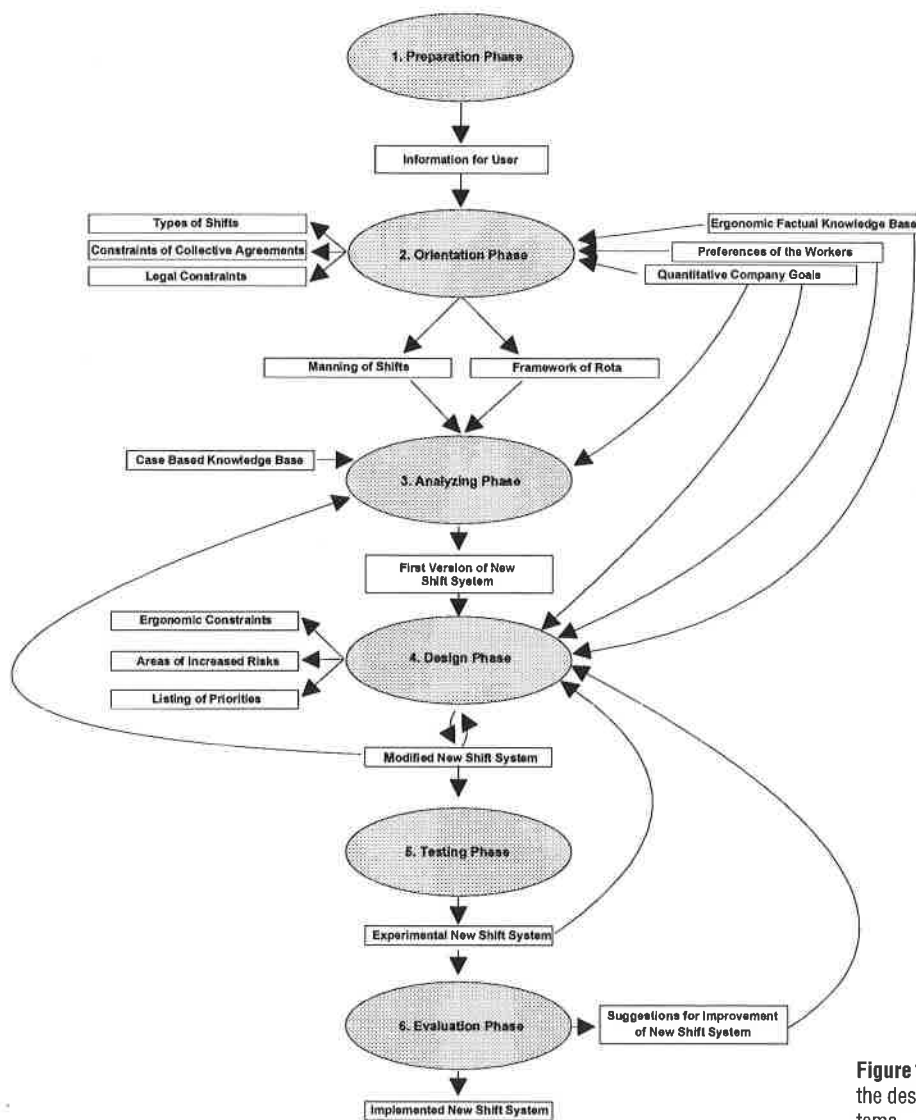 1. Preparation Phase
Information for User
Types of Shifts
Constraints of Collective Agreements
Legal Constraints
2. Orientation Phase
Ergonomic Factual Knowledge Base
Preferences of the Workers
Quantitative Company Goals
Manning of Shifts
Framework of Rota
Case Based Knowledge Base
3. Analyzing Phase
First Version of New
Shift System
Ergonomic Constraints
Areas of Increased Risks
Listing of Priorities
4. Design Phase
Modified New Shift System
5. Testing Phase
Experimental New Shift System
6. Evaluation Phase
Suggestions for Improvement
of New Shift System
Implemented New Shift System
Figure
the des